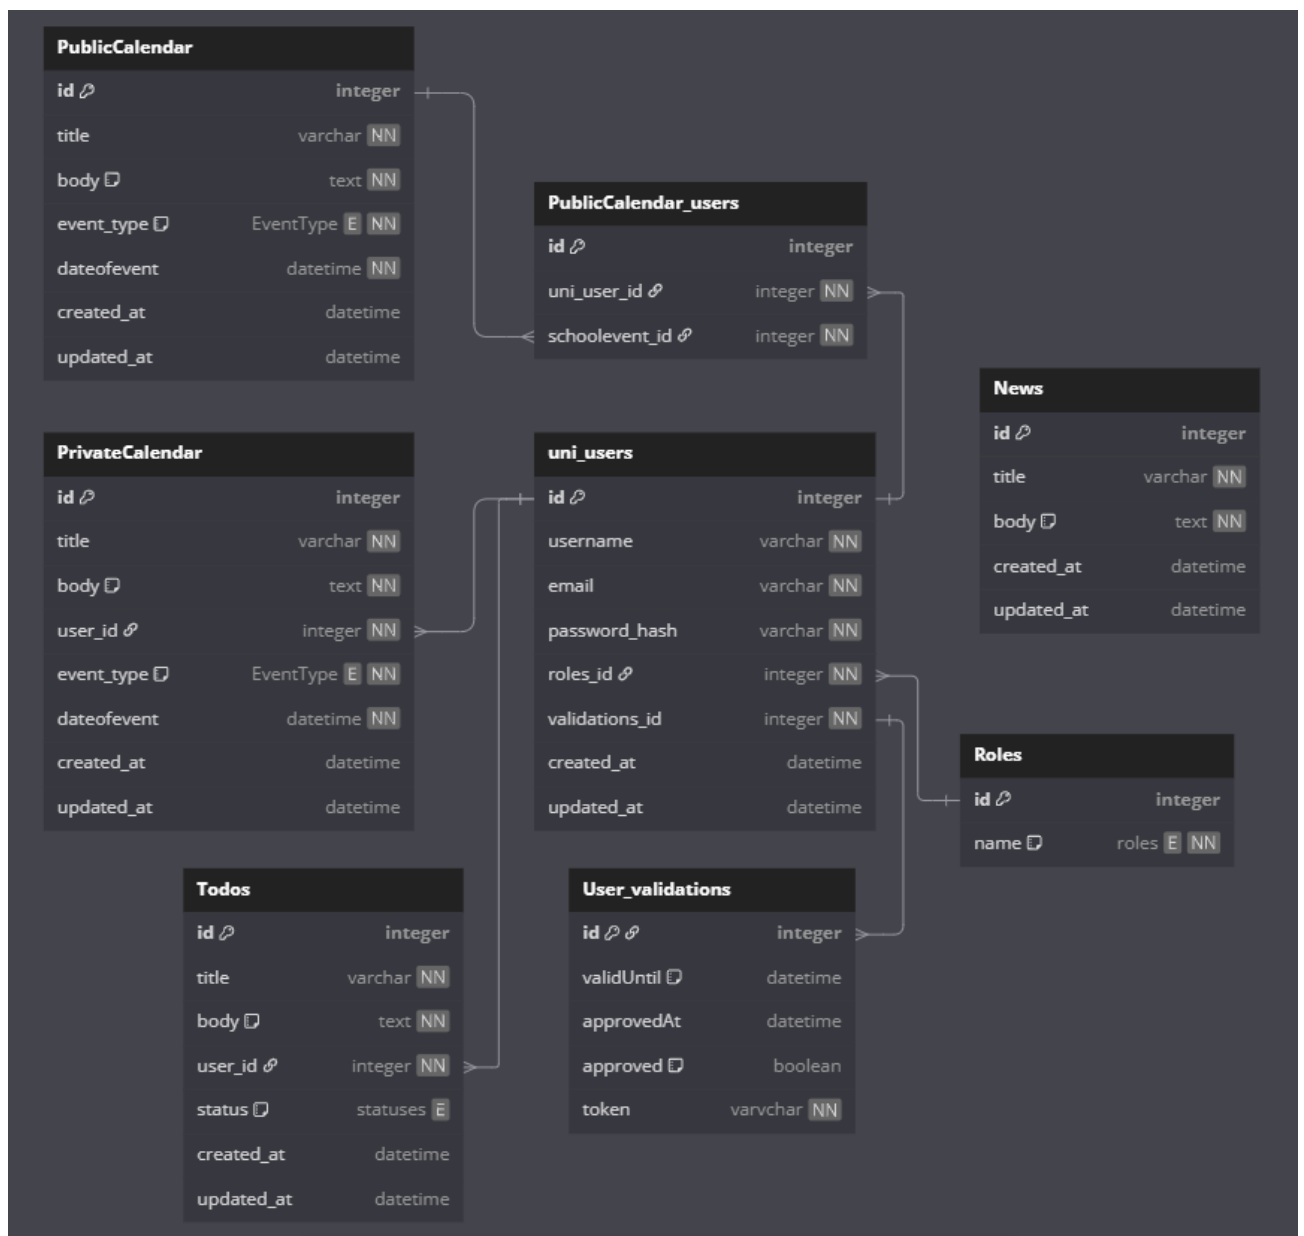 PublicCalendar
id integer
title varchar NN
body text NN
event_type EventType E NN
dateofevent datetime NN
created_at datetime
updated_at datetime
PublicCalendar_users
id integer
uni_user_id integer NN
schoolevent_id integer NN
News
id integer
title varchar NN
body text NN
created_at datetime
updated_at datetime
PrivateCalendar
id integer
title varchar NN
body text NN
user_id integer NN
event_type EventType E NN
dateofevent datetime NN
created_at datetime
updated_at datetime
uni_users
id integer
username varchar NN
email varchar NN
password_hash varchar NN
roles_id integer NN
validations_id integer NN
created_at datetime
updated_at datetime
Roles
id integer
name roles E NN
Todos
id integer
title varchar NN
body text NN
user_id integer NN
status statuses E
created_at datetime
updated_at datetime
User_validations
id integer
validUntil datetime
approvedAt datetime
approved boolean
token varvchar NN